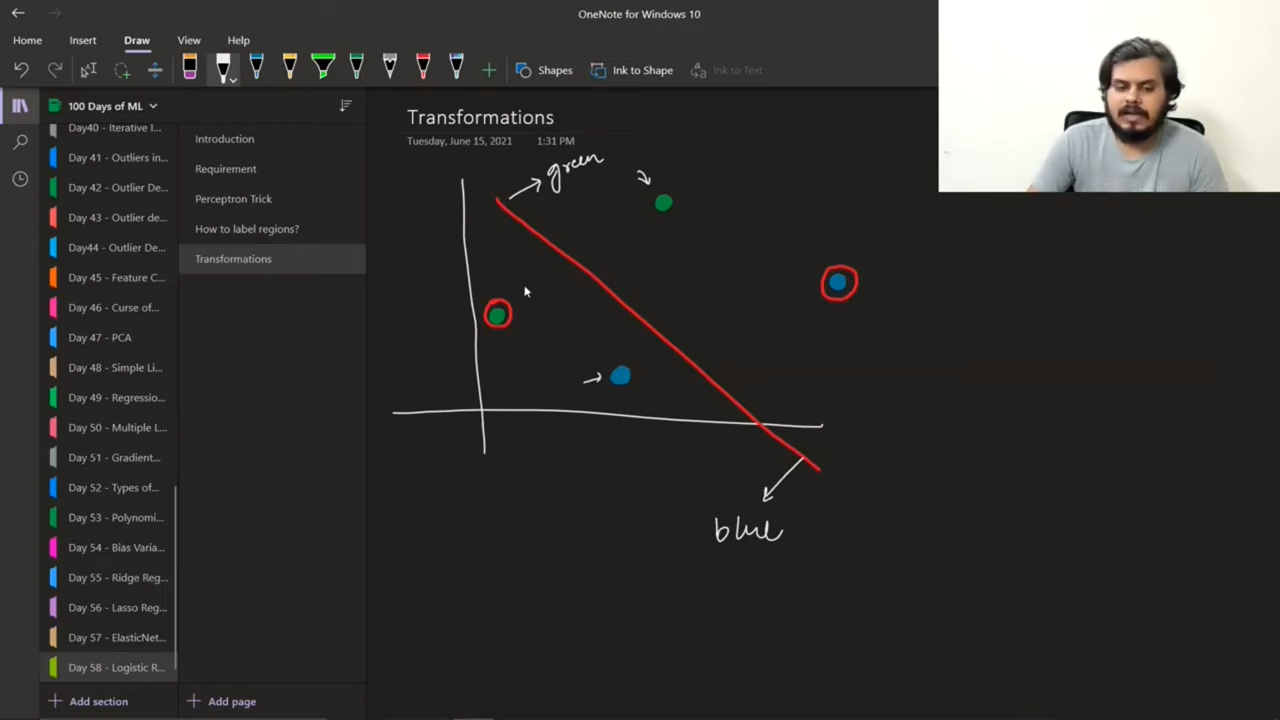 OneNote for Windows 10
Home Insert Draw View Help
Shapes Ink to Shape Ink to Text
100 Days of ML
Day40 - Iterative I...
Day 41 - Outliers in...
Day 42 - Outlier De...
Day 43 - Outlier de...
Day44 - Outlier De...
Day 45 - Feature C...
Day 46 - Curse of...
Day 47 - PCA
Day 48 - Simple Li...
Day 49 - Regressio...
Day 50 - Multiple L...
Day 51 - Gradient...
Day 52 - Types of...
Day 53 - Polynomi...
Day 54 - Bias Varia...
Day 55 - Ridge Reg...
Day 56 - Lasso Reg...
Day 57 - ElasticNet...
Day 58 - Logistic R...
Add section
Introduction
Requirement
Perceptron Trick
How to label regions?
Transformations
Add page
Transformations
Tuesday, June 15, 2021 1:31 PM
green
blue